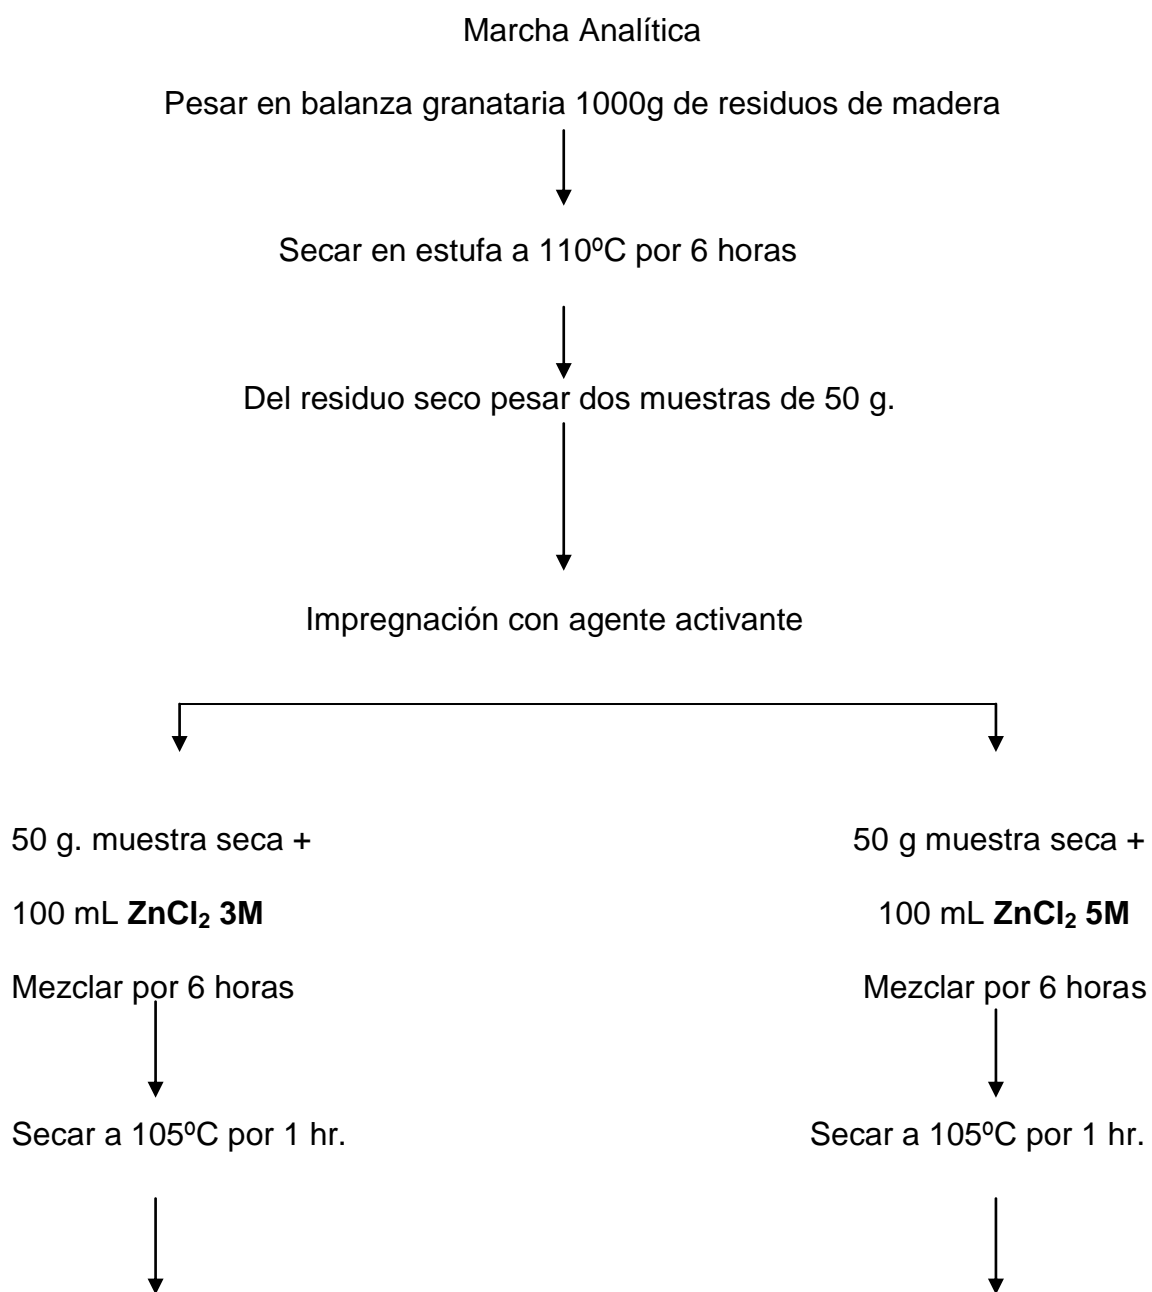 Marcha Analítica
Pesar en balanza granataria 1000g de residuos de madera
Secar en estufa a 110ºC por 6 horas
Del residuo seco pesar dos muestras de 50 g.
Impregnación con agente activante
50 g. muestra seca +
100 mL ZnCl₂ 3M
Mezclar por 6 horas
Secar a 105ºC por 1 hr.
50 g muestra seca +
100 mL ZnCl₂ 5M
Mezclar por 6 horas
Secar a 105ºC por 1 hr.